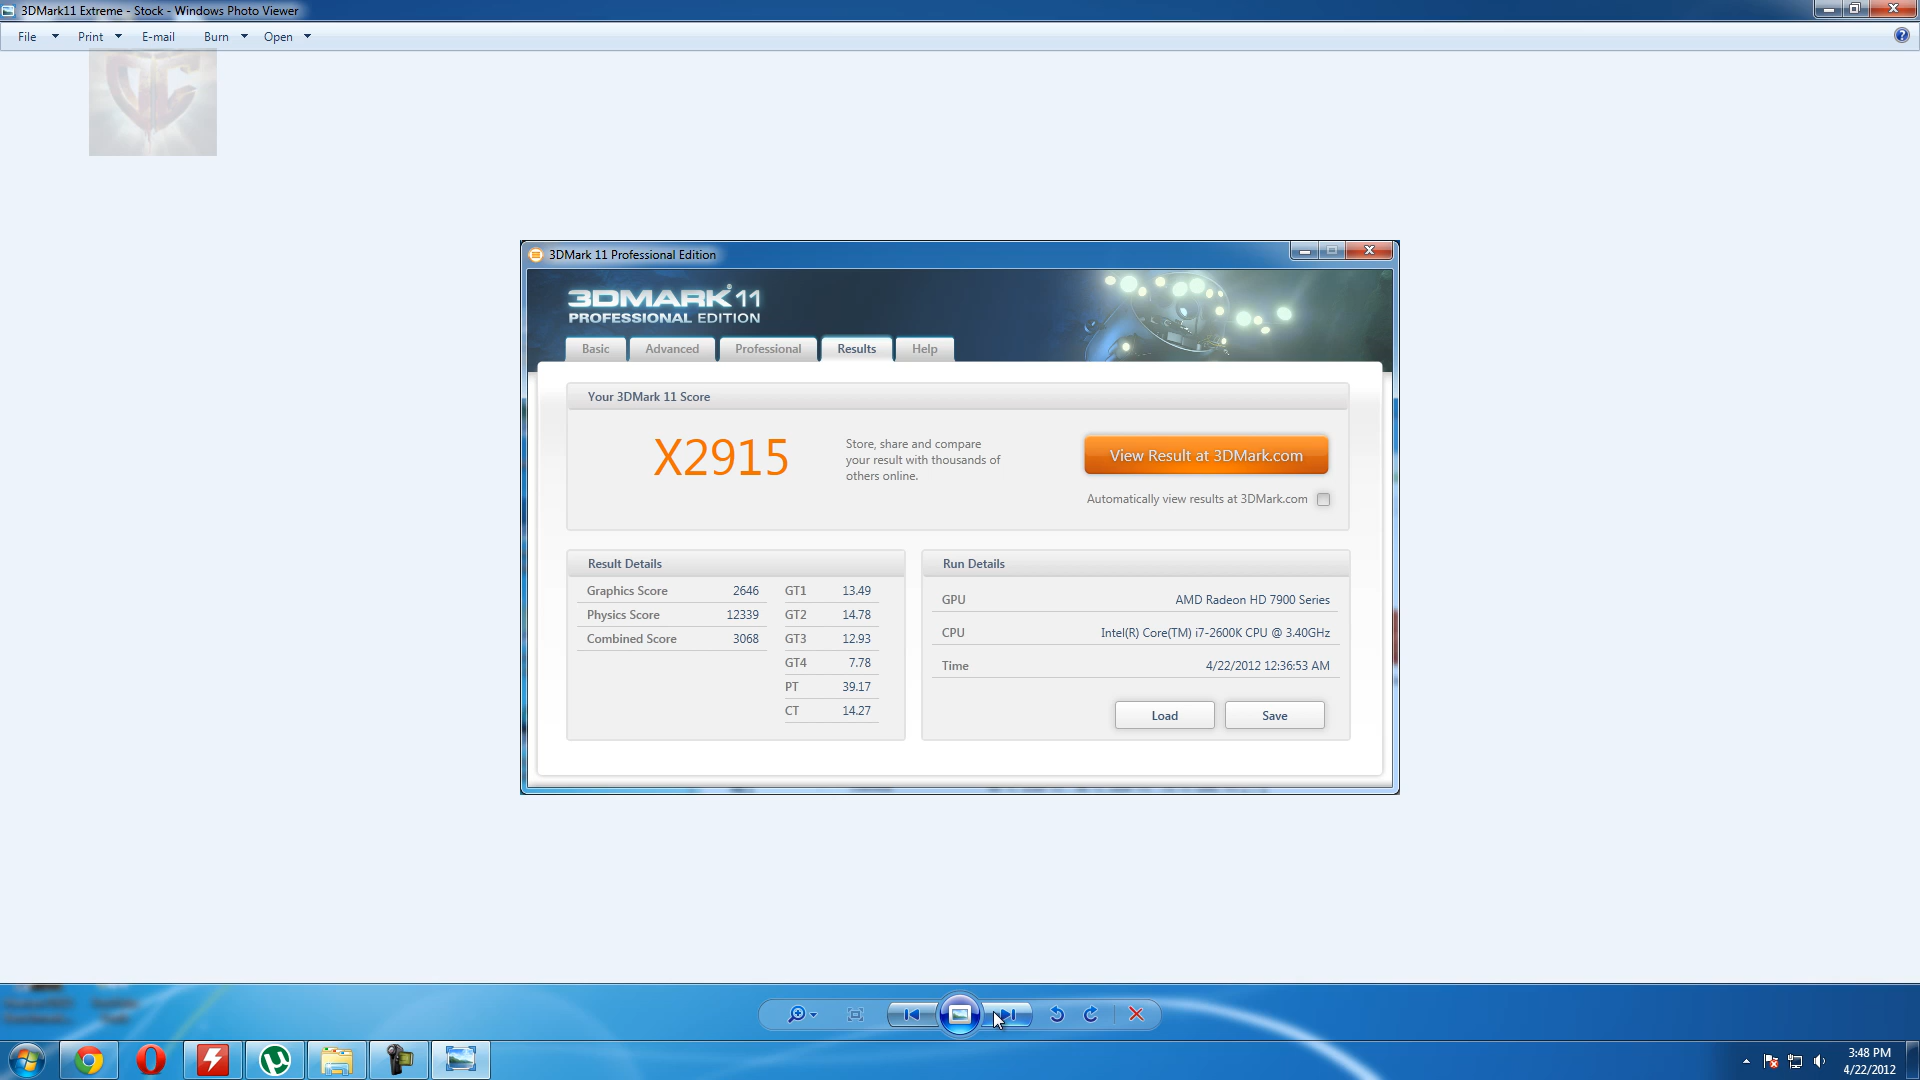 3DMark11 Extreme - Stock - Windows Photo Viewer
File Print E-mail Burn Open
3DMark 11 Professional Edition
3DMARK® 11
PROFESSIONAL EDITION
Basic Advanced Professional Results Help
Your 3DMark 11 Score
X2915
Store, share and compare
your result with thousands of
others online.
View Result at 3DMark.com
Automatically view results at 3DMark.com
Result Details
Graphics Score 2646 GT1 13.49
Physics Score 12339 GT2 14.78
Combined Score 3068 GT3 12.93
GT4 7.78
PT 39.17
CT 14.27
Run Details
GPU AMD Radeon HD 7900 Series
CPU Intel(R) Core(TM) i7-2600K CPU @ 3.40GHz
Time 4/22/2012 12:36:53 AM
Load Save
3:48 PM
4/22/2012